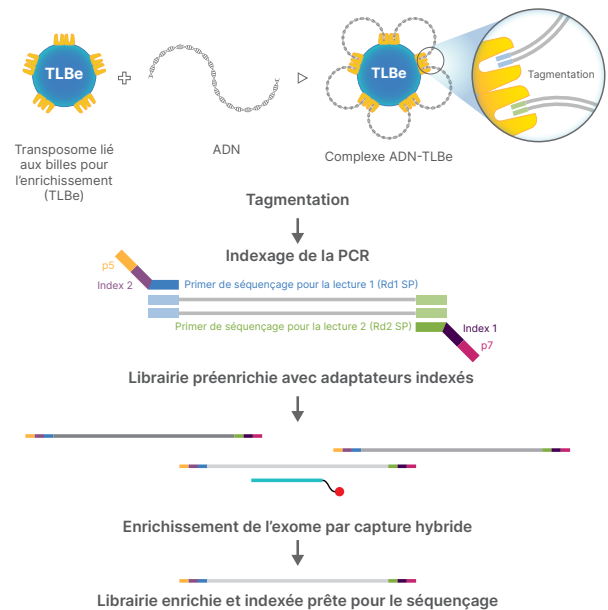 TLBe
TLBe
Tagmentation
Transposome lié
aux billes pour
l'enrichissement
(TLBe)
ADN
Complexe ADN-TLBe
Tagmentation
Indexage de la PCR
p5
Index 2
Primer de séquençage pour la lecture 1 (Rd1 SP)
Primer de séquençage pour la lecture 2 (Rd2 SP)
Index 1
p7
Librairie préenrichie avec adaptateurs indexés
Enrichissement de l'exome par capture hybride
Librairie enrichie et indexée prête pour le séquençage